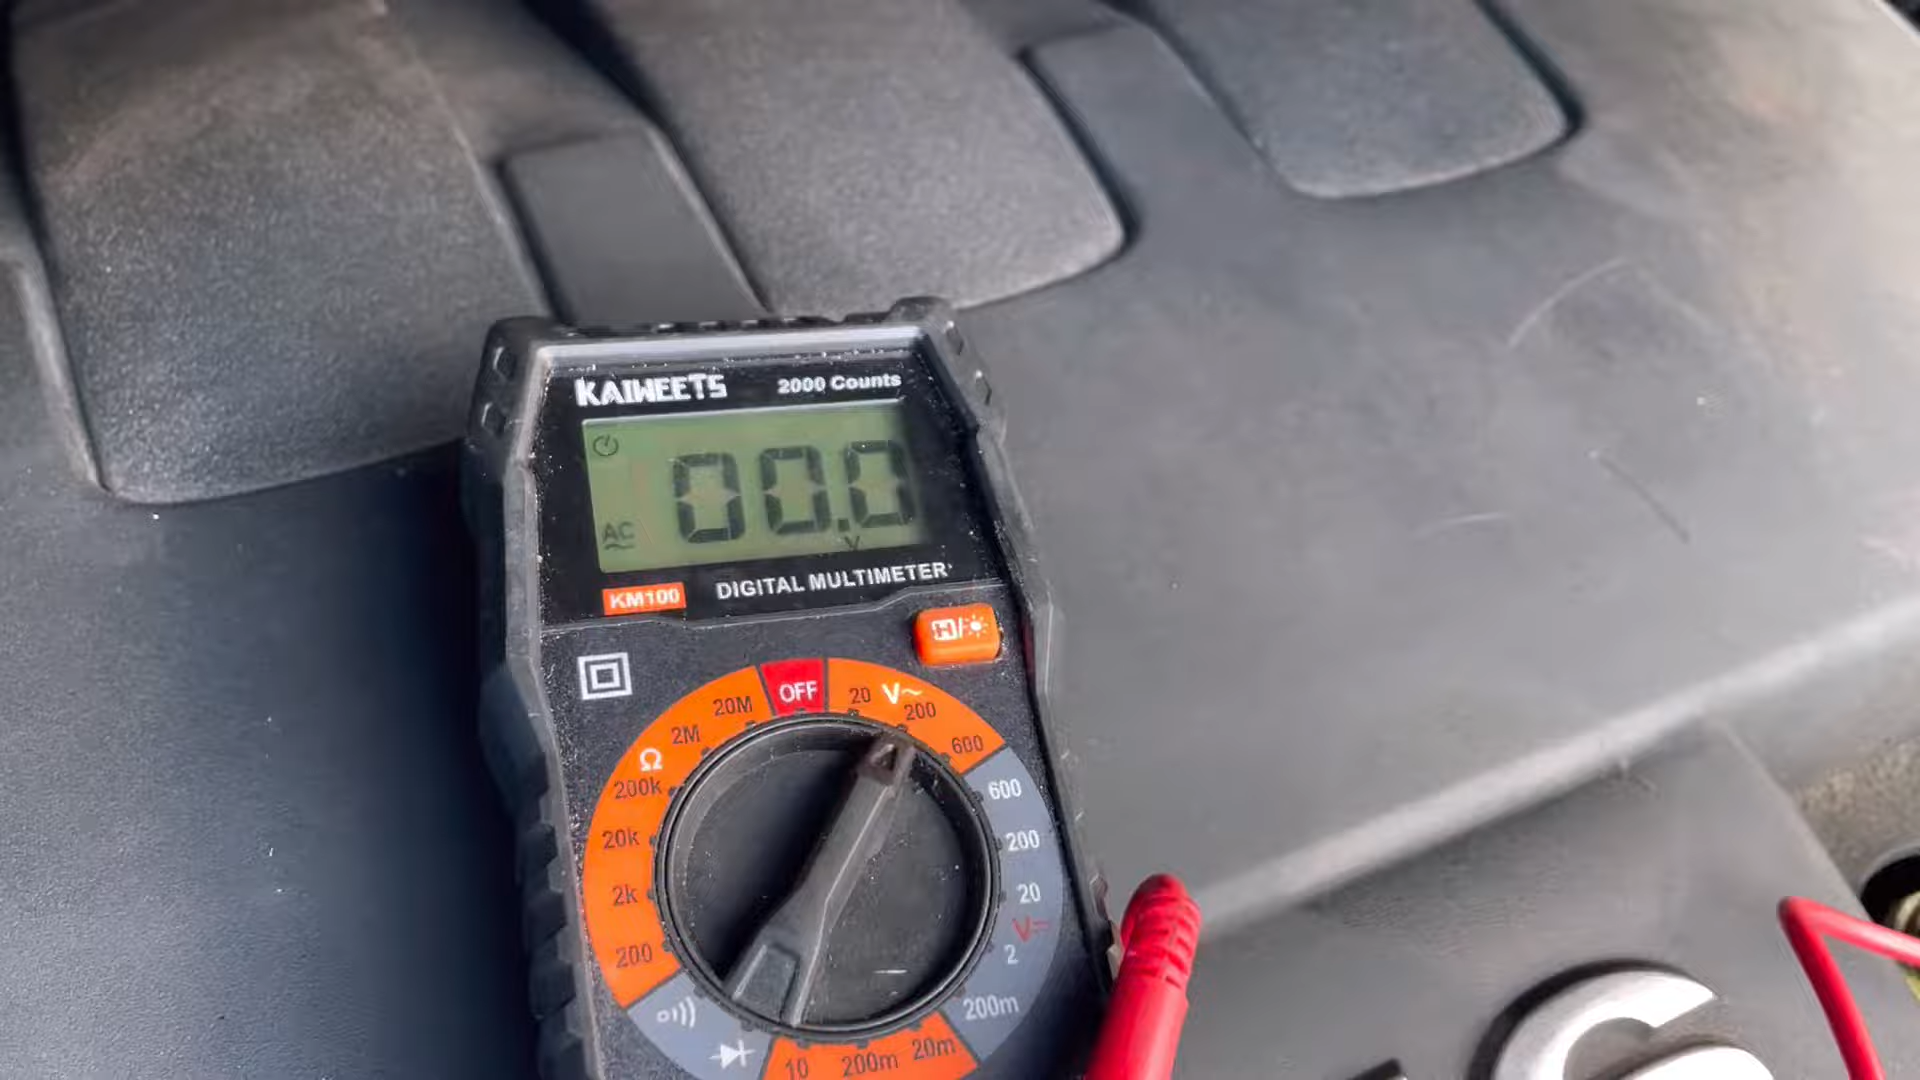 KAIWEETS 2000 Counts
AC 00.0
V
KM100 DIGITAL MULTIMETER
H/
OFF
20 V~
200
600
600
200
20
V
2
200m
20m
200m
10
200
2k
20k
200k
Ω
2M
20M